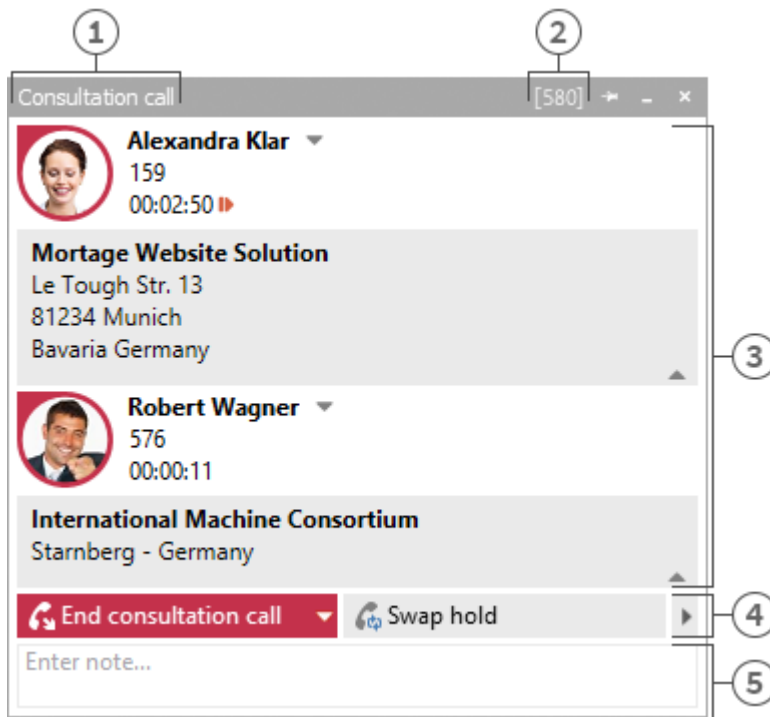 1
2
Consultation call [580]
Alexandra Klar
159
00:02:50
Mortage Website Solution
Le Tough Str. 13
81234 Munich
Bavaria Germany
3
Robert Wagner
576
00:00:11
International Machine Consortium
Starnberg - Germany
End consultation call
Swap hold
4
Enter note...
5